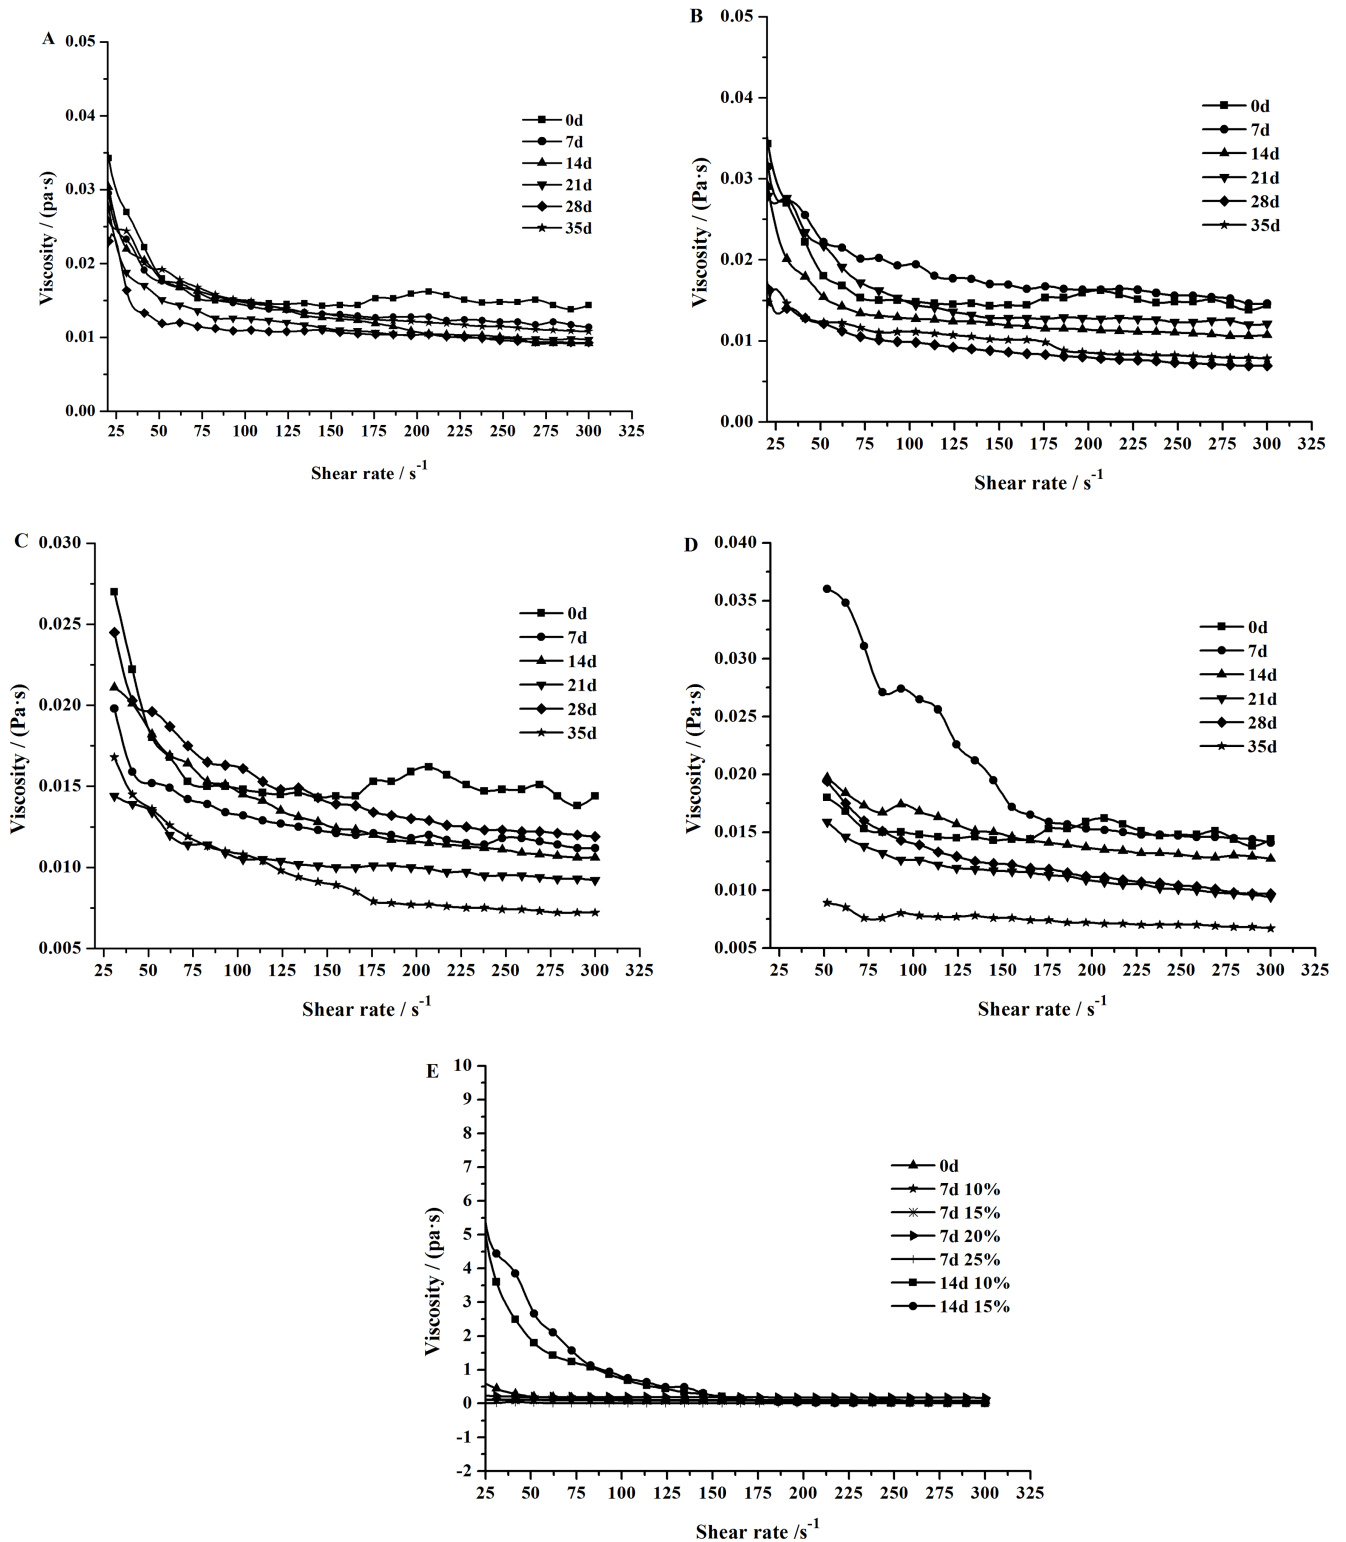 A
0.05
0.04
0.03
0.02
0.01
0.00
Viscosity / (pa·s)
25 50 75 100 125 150 175 200 225 250 275 300 325
Shear rate / s-1
0d
7d
14d
21d
28d
35d
B
0.05
0.04
0.03
0.02
0.01
0.00
Viscosity / (Pa·s)
25 50 75 100 125 150 175 200 225 250 275 300 325
Shear rate / s-1
0d
7d
14d
21d
28d
35d
C
0.030
0.025
0.020
0.015
0.010
0.005
Viscosity / (Pa·s)
25 50 75 100 125 150 175 200 225 250 275 300 325
Shear rate / s-1
0d
7d
14d
21d
28d
35d
D
0.040
0.035
0.030
0.025
0.020
0.015
0.010
0.005
Viscosity / (Pa·s)
25 50 75 100 125 150 175 200 225 250 275 300 325
Shear rate / s-1
0d
7d
14d
21d
28d
35d
E
10
9
8
7
6
5
4
3
2
1
0
-1
-2
Viscosity / (pa·s)
25 50 75 100 125 150 175 200 225 250 275 300 325
Shear rate /s-1
0d
7d 10%
7d 15%
7d 20%
7d 25%
14d 10%
14d 15%